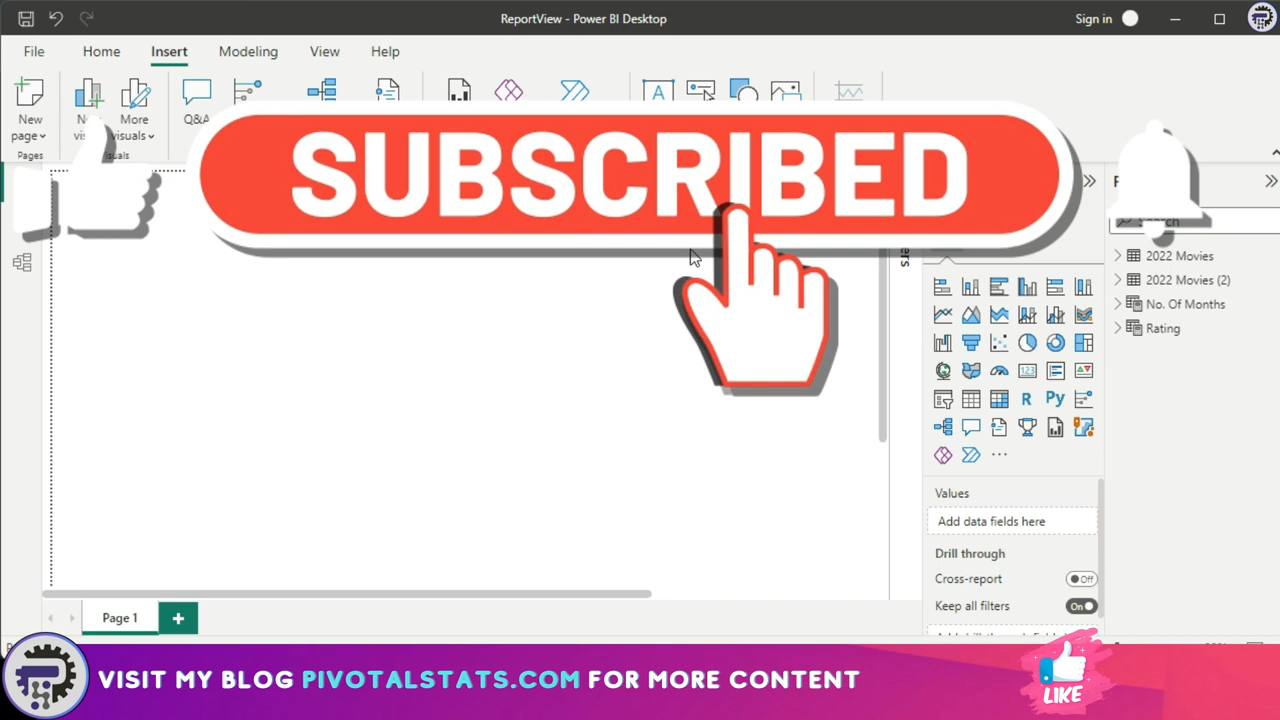 ReportView - Power BI Desktop
Sign in
File
Home
Insert
Modeling
View
Help
New
page
More
visuals
Q&A
Pages
SUBSCRIBED
2022 Movies
2022 Movies (2)
No. Of Months
Rating
R
Py
123
Values
Add data fields here
Drill through
Cross-report
Off
Keep all filters
On
Page 1
VISIT MY BLOG PIVOTALSTATS.COM FOR MORE CONTENT
LIKE